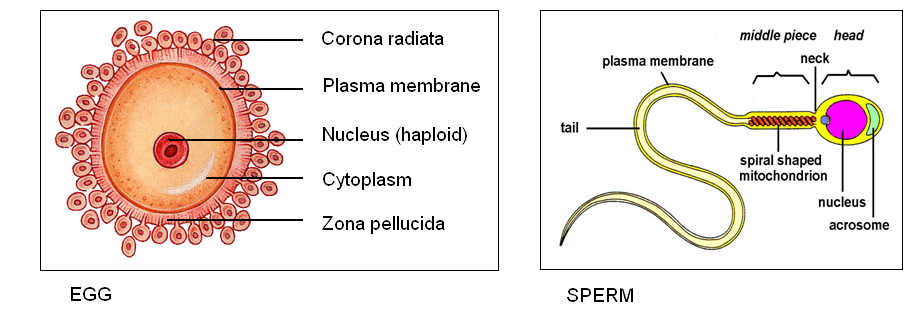 Corona radiata
Plasma membrane
Nucleus (haploid)
Cytoplasm
Zona pellucida
EGG
middle piece head
neck
plasma membrane
tail
spiral shaped
mitochondrion
nucleus
acrosome
SPERM